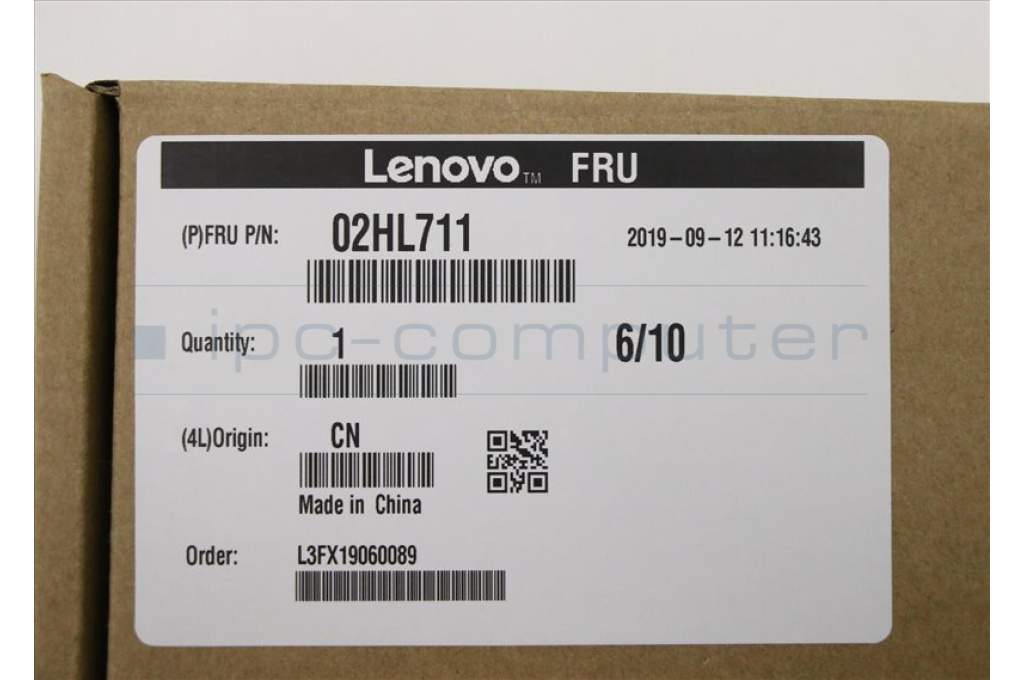 Lenovo™ FRU
(P)FRU P/N: 02HL711 2019-09-12 11:16:43
ipc-computer
Quantity: 1 6/10
(4L)Origin: CN
Made in China
Order: L3FX19060089